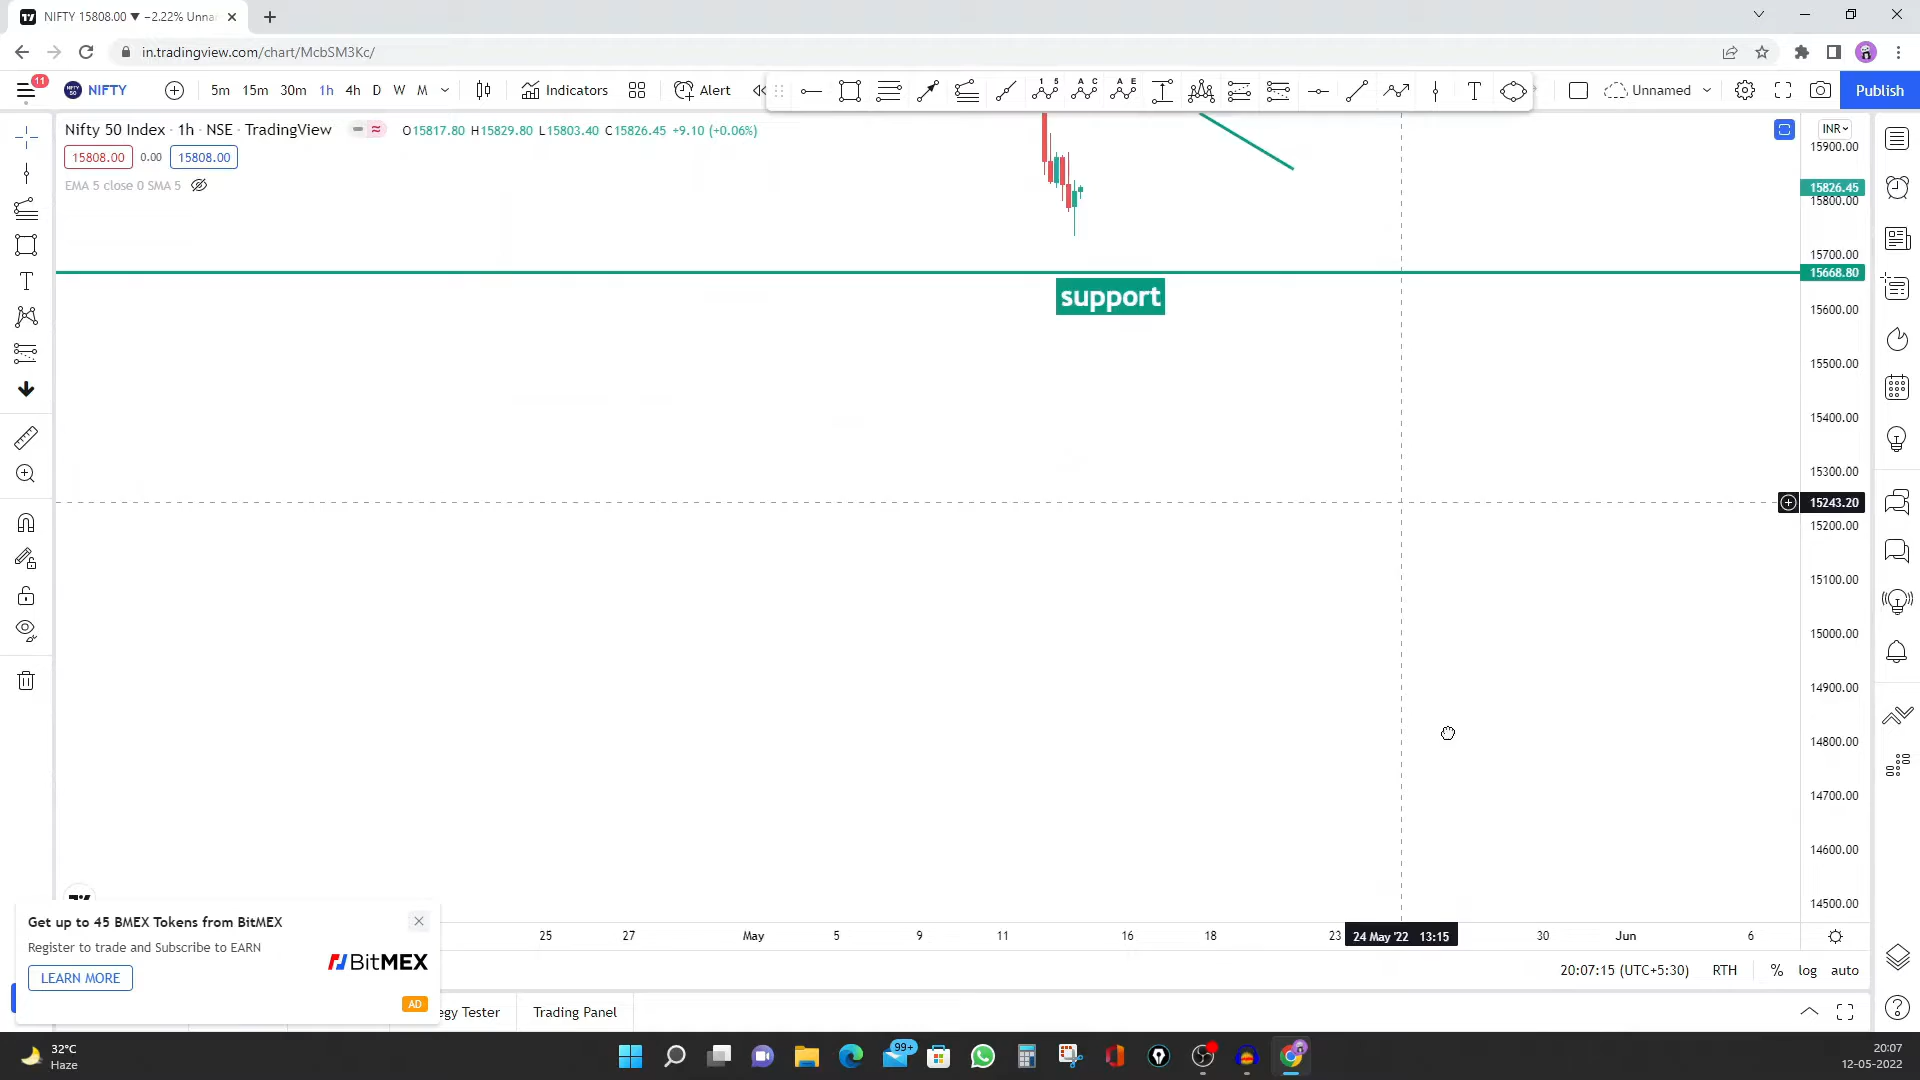 NIFTY 15808.00 ▼ −2.22% Unna
in.tradingview.com/chart/McbSM3Kc/
11
NIFTY
5m 15m 30m 1h 4h D W M
Indicators
Alert
Unnamed
Publish
Nifty 50 Index · 1h · NSE · TradingView
O15817.80 H15829.80 L15803.40 C15826.45 +9.10 (+0.06%)
15808.00 0.00 15808.00
EMA 5 close 0 SMA 5
INR
15900.00
15826.45
15800.00
15700.00
15668.80
support
15600.00
15500.00
15400.00
15300.00
15243.20
15200.00
15100.00
15000.00
14900.00
14800.00
14700.00
14600.00
14500.00
25 27 May 5 9 11 16 18 23 24 May '22 13:15 30 Jun 6
Get up to 45 BMEX Tokens from BitMEX
Register to trade and Subscribe to EARN
BitMEX
LEARN MORE
AD
20:07:15 (UTC+5:30) RTH % log auto
egy Tester Trading Panel
32°C
Haze
99+
20:07
12-05-2022